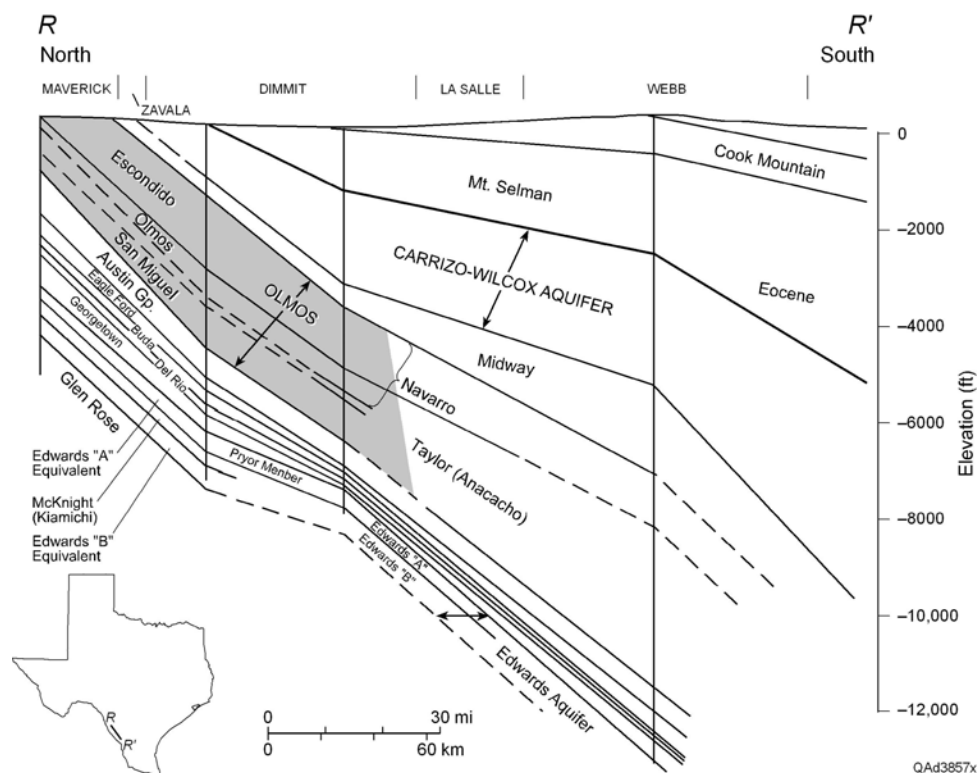 R
R'
North
South
MAVERICK
ZAVALA
DIMMIT
LA SALLE
WEBB
0
Cook Mountain
Escondido
Mt. Selman
–2000
Olmos
San Miguel
CARRIZO-WILCOX AQUIFER
Eocene
Austin Gp.
OLMOS
Eagle Ford
Buda
–4000
Georgetown
Del Rio
Midway
Navarro
Elevation (ft)
Glen Rose
–6000
Taylor (Anacacho)
Edwards "A"
Equivalent
Pryor Menber
McKnight
(Kiamichi)
–8000
Edwards "B"
Equivalent
Edwards "A"
Edwards "B"
–10,000
Edwards Aquifer
R
R'
0
30 mi
0
60 km
–12,000
QAd3857x